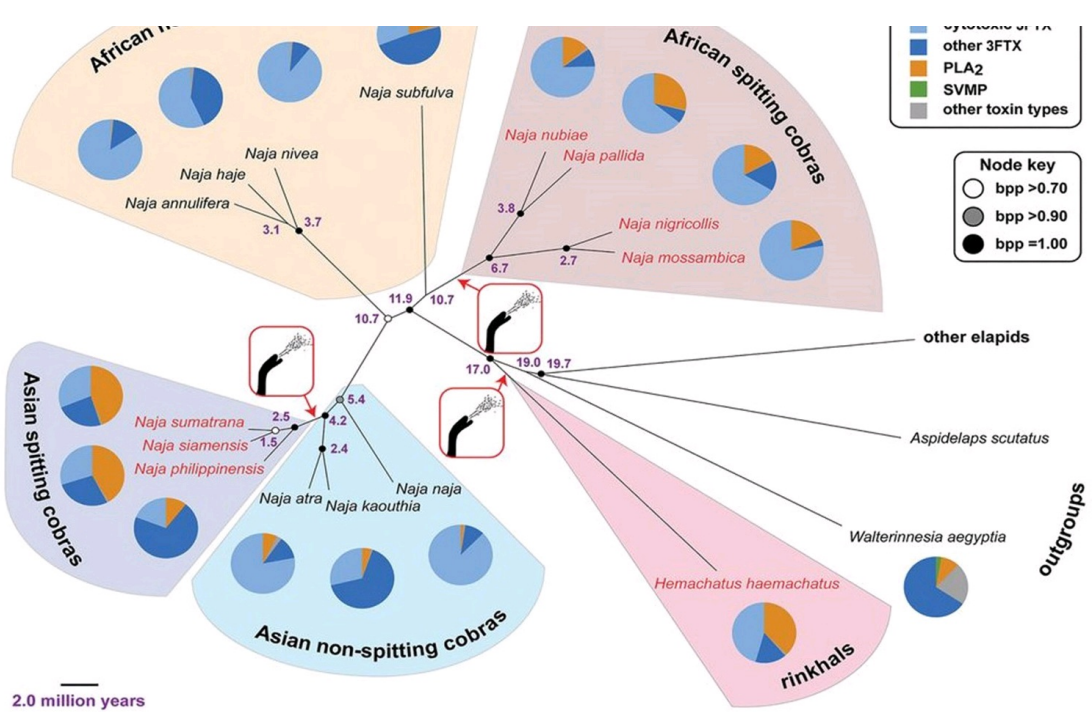 African
cytotoxic 3FTX
other 3FTX
PLA2
SVMP
other toxin types
Node key
bpp >0.70
bpp >0.90
bpp =1.00
African spitting cobras
Naja subfulva
Naja nivea
Naja haje
Naja annulifera
3.1
3.7
Naja nubiae
Naja pallida
3.8
Naja nigricollis
Naja mossambica
6.7
2.7
11.9
10.7
10.7
17.0
19.0
19.7
other elapids
Aspidelaps scutatus
Walterinnesia aegyptia
outgroups
Asian spitting cobras
Naja sumatrana
Naja siamensis
Naja philippinensis
2.5
1.5
5.4
4.2
2.4
Naja atra
Naja kaouthia
Naja naja
Asian non-spitting cobras
Hemachatus haemachatus
rinkhals
2.0 million years